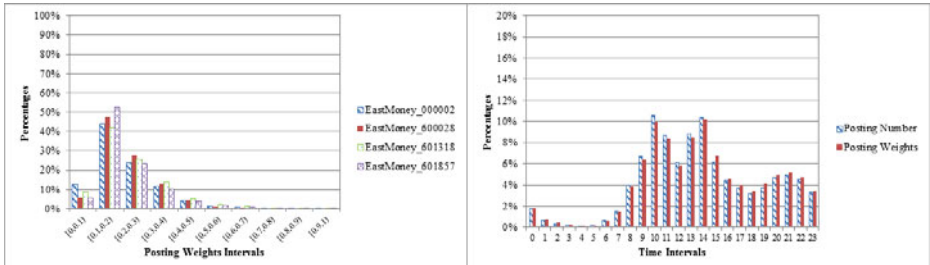 100%
90%
80%
70%
60%
50%
40%
30%
20%
10%
0%
Percentages
[0,0.1)
[0.1,0.2)
[0.2,0.3)
[0.3,0.4)
[0.4,0.5)
[0.5,0.6)
[0.6,0.7)
[0.7,0.8)
[0.8,0.9)
[0.9,1)
Posting Weights Intervals
EastMoney_000002
EastMoney_600028
EastMoney_601318
EastMoney_601857
20%
18%
16%
14%
12%
10%
8%
6%
4%
2%
0%
Percentages
0 1 2 3 4 5 6 7 8 9 10 11 12 13 14 15 16 17 18 19 20 21 22 23
Time Intervals
Posting Number
Posting Weights